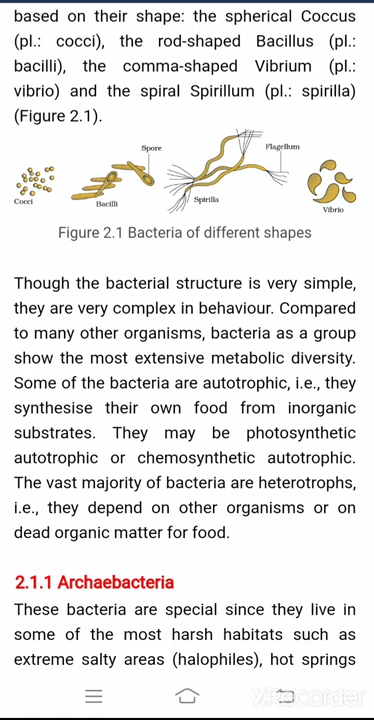 based on their shape: the spherical Coccus
(pl.: cocci), the rod-shaped Bacillus (pl.:
bacilli), the comma-shaped Vibrium (pl.:
vibrio) and the spiral Spirillum (pl.: spirilla)
(Figure 2.1).
Spore
Flagellum
Cocci
Bacilli
Spirilla
Vibrio
Figure 2.1 Bacteria of different shapes
Though the bacterial structure is very simple,
they are very complex in behaviour. Compared
to many other organisms, bacteria as a group
show the most extensive metabolic diversity.
Some of the bacteria are autotrophic, i.e., they
synthesise their own food from inorganic
substrates. They may be photosynthetic
autotrophic or chemosynthetic autotrophic.
The vast majority of bacteria are heterotrophs,
i.e., they depend on other organisms or on
dead organic matter for food.
2.1.1 Archaebacteria
These bacteria are special since they live in
some of the most harsh habitats such as
extreme salty areas (halophiles), hot springs
XRecorder